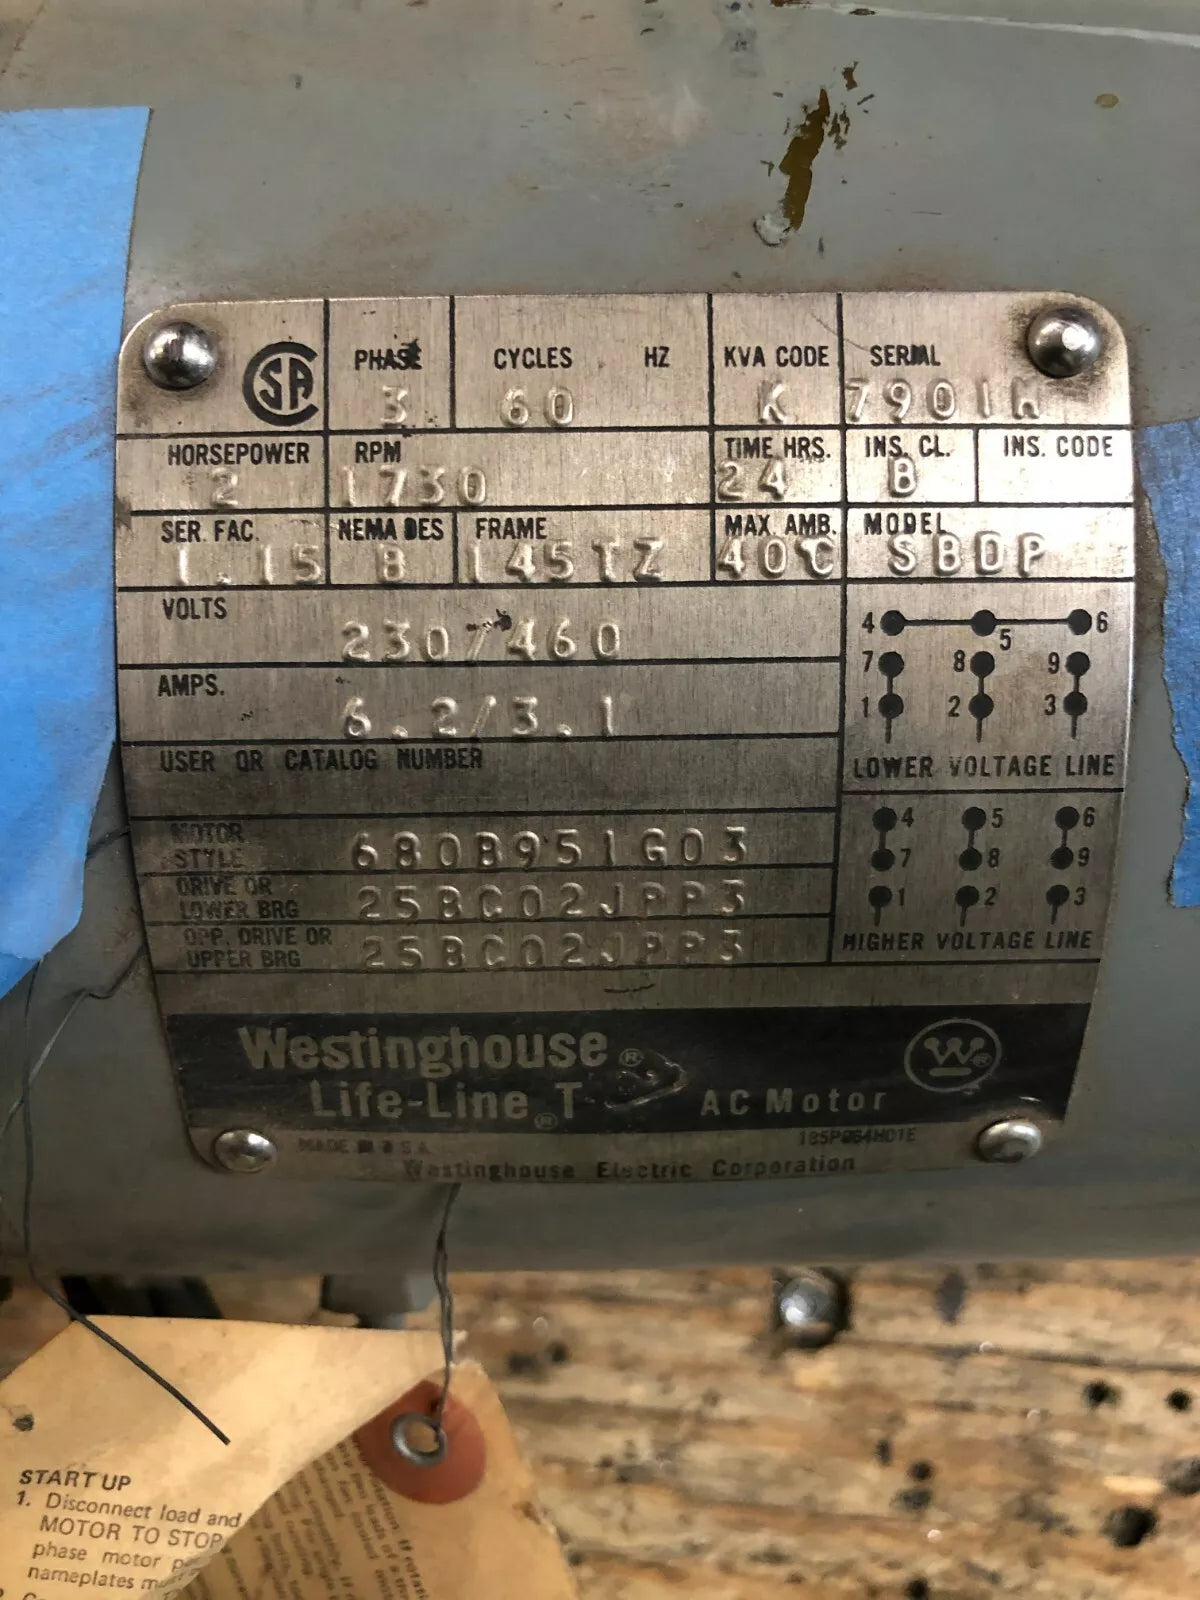 CSA
PHASE CYCLES HZ KVA CODE SERIAL
3 60 K 7901M
HORSEPOWER RPM TIME HRS. INS. CL. INS. CODE
2 1730 24 B
SER. FAC. NEMA DES FRAME MAX. AMB. MODEL
1.15 B 145TZ 40C SBDP
VOLTS
230/460
AMPS.
6.2/3.1
USER OR CATALOG NUMBER
MOTOR
STYLE 680B951G03
DRIVE OR
LOWER BRG 25BC02JPP3
OPP. DRIVE OR
UPPER BRG 25BC02JPP3
4 5 6
7 8 9
1 2 3
LOWER VOLTAGE LINE
4 5 6
7 8 9
1 2 3
HIGHER VOLTAGE LINE
Westinghouse ®
Life-Line ® T AC Motor W ®
MADE IN U S A
Westinghouse Electric Corporation
START UP
1. Disconnect load and
MOTOR TO STOP
phase motor
nameplates